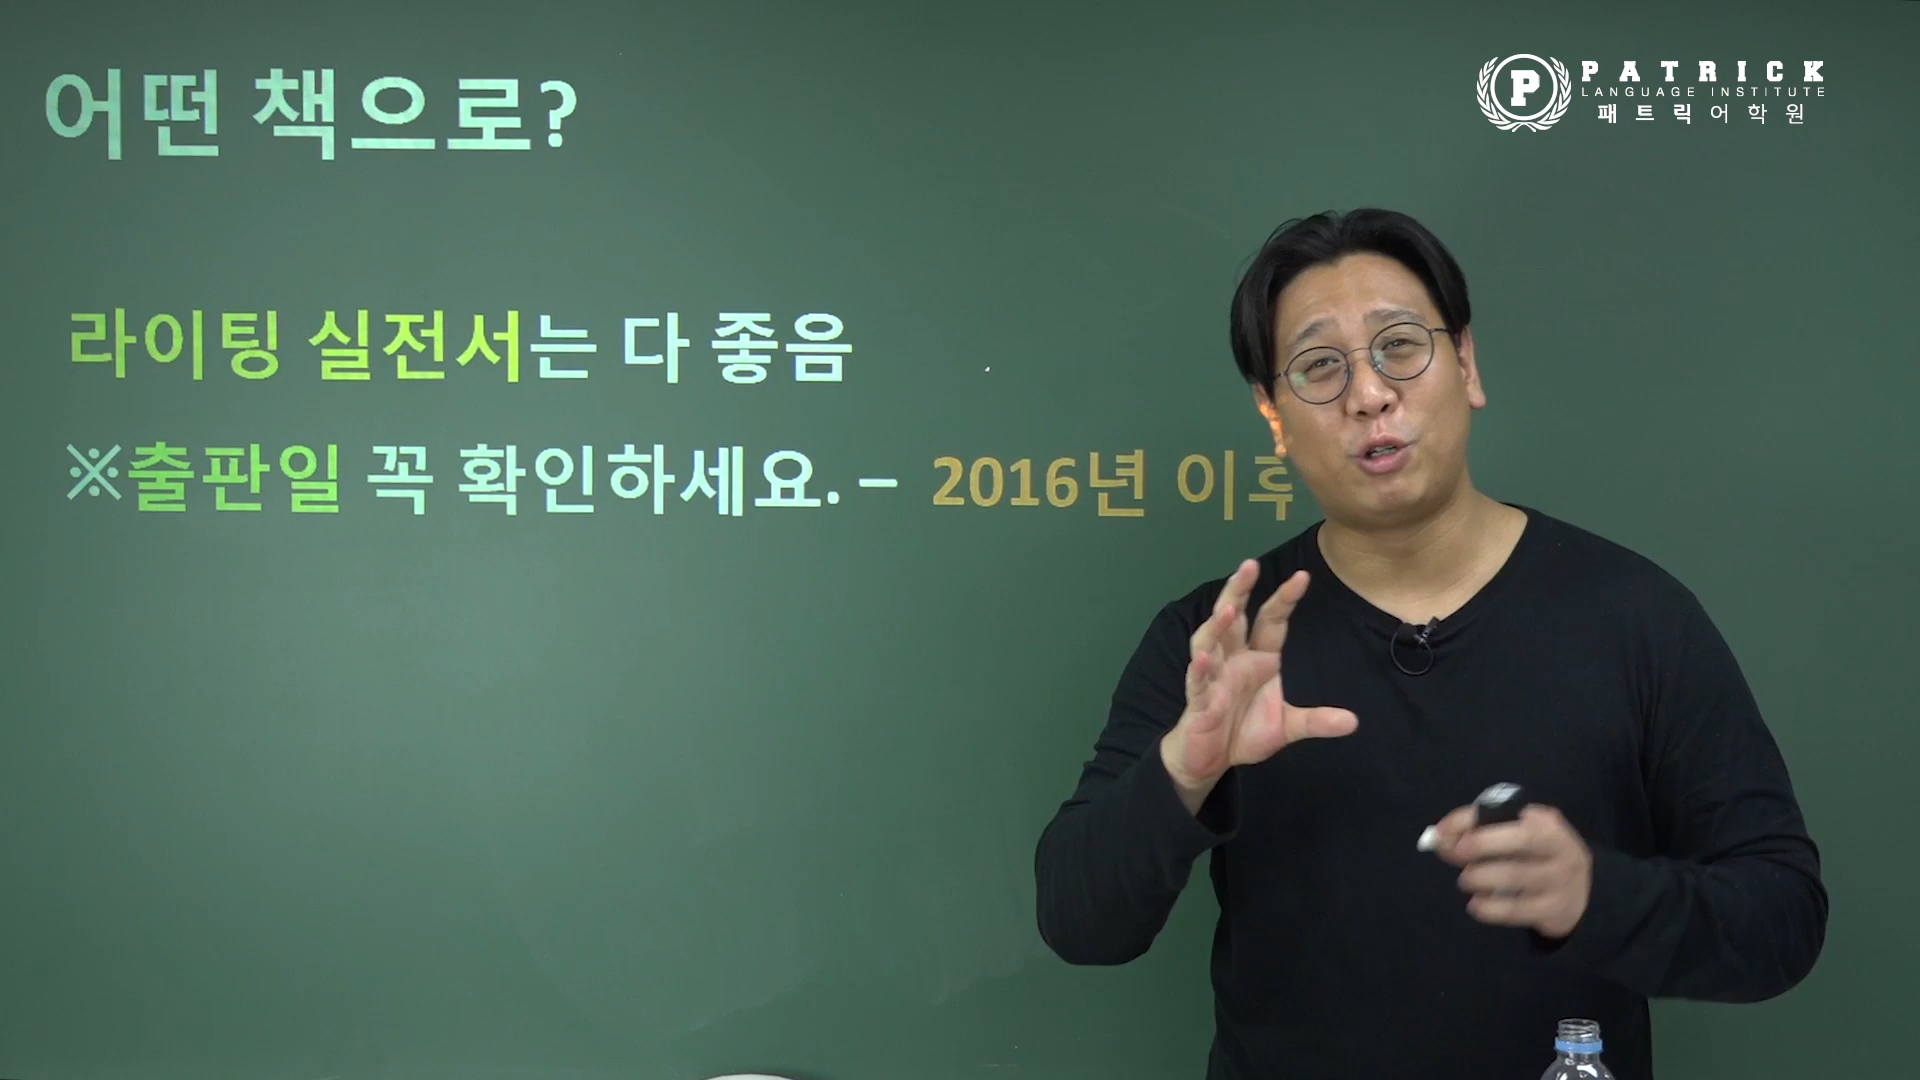 어떤 책으로?
P PATRICK
LANGUAGE INSTITUTE
패트릭어학원
라이팅 실전서는 다 좋음
※출판일 꼭 확인하세요. – 2016년 이후